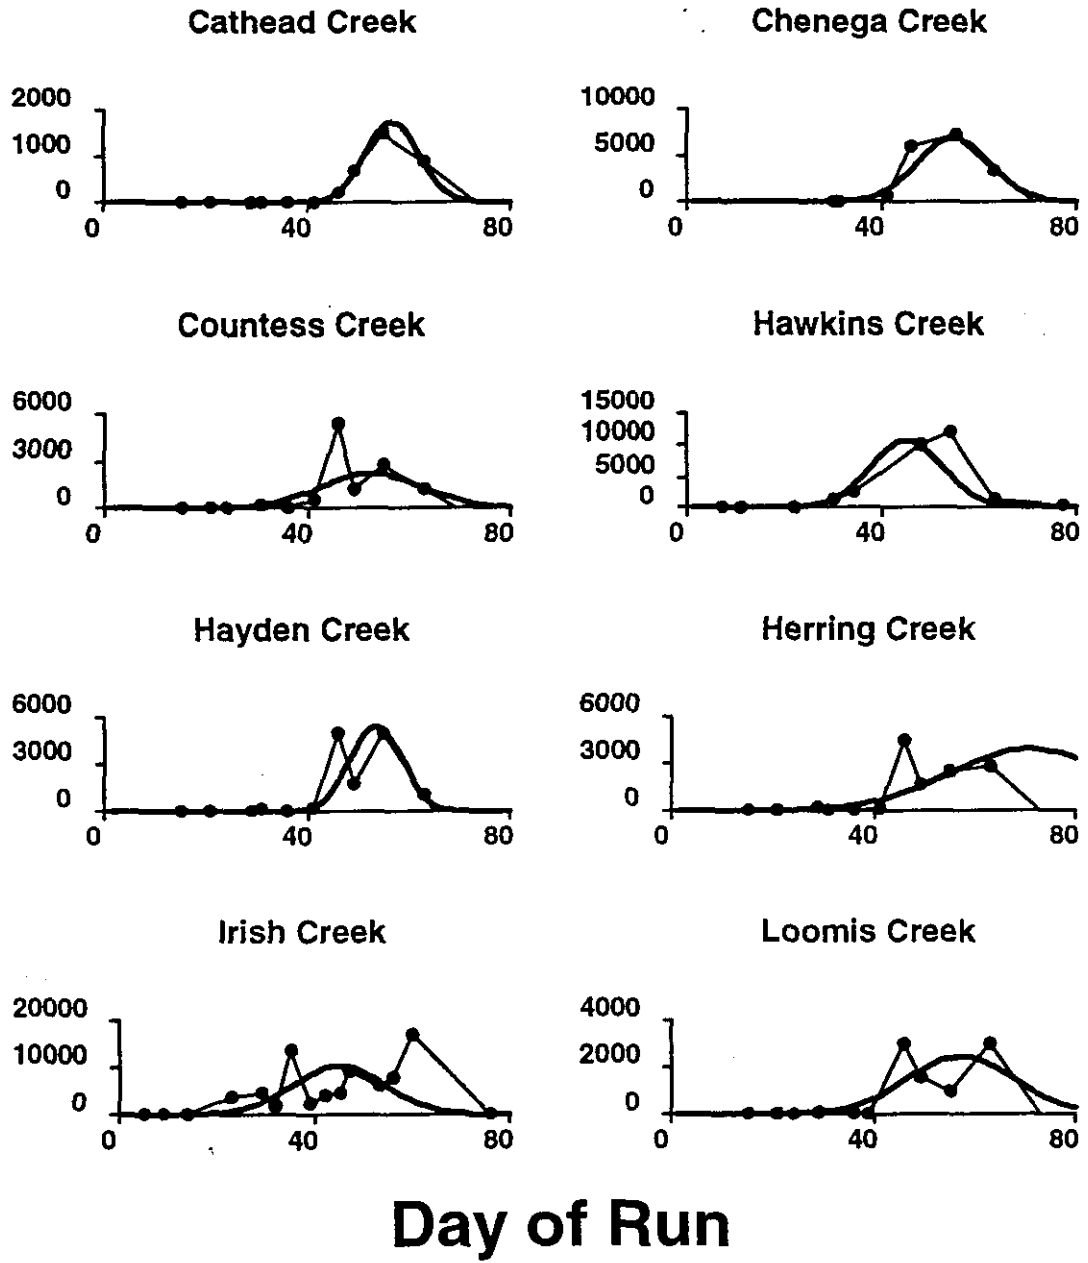 Cathead Creek
2000
1000
0
0 40 80
Chenega Creek
10000
5000
0
0 40 80
Countess Creek
6000
3000
0
0 40 80
Hawkins Creek
15000
10000
5000
0
0 40 80
Hayden Creek
6000
3000
0
0 40 80
Herring Creek
6000
3000
0
0 40 80
Irish Creek
20000
10000
0
0 40 80
Loomis Creek
4000
2000
0
0 40 80
Day of Run